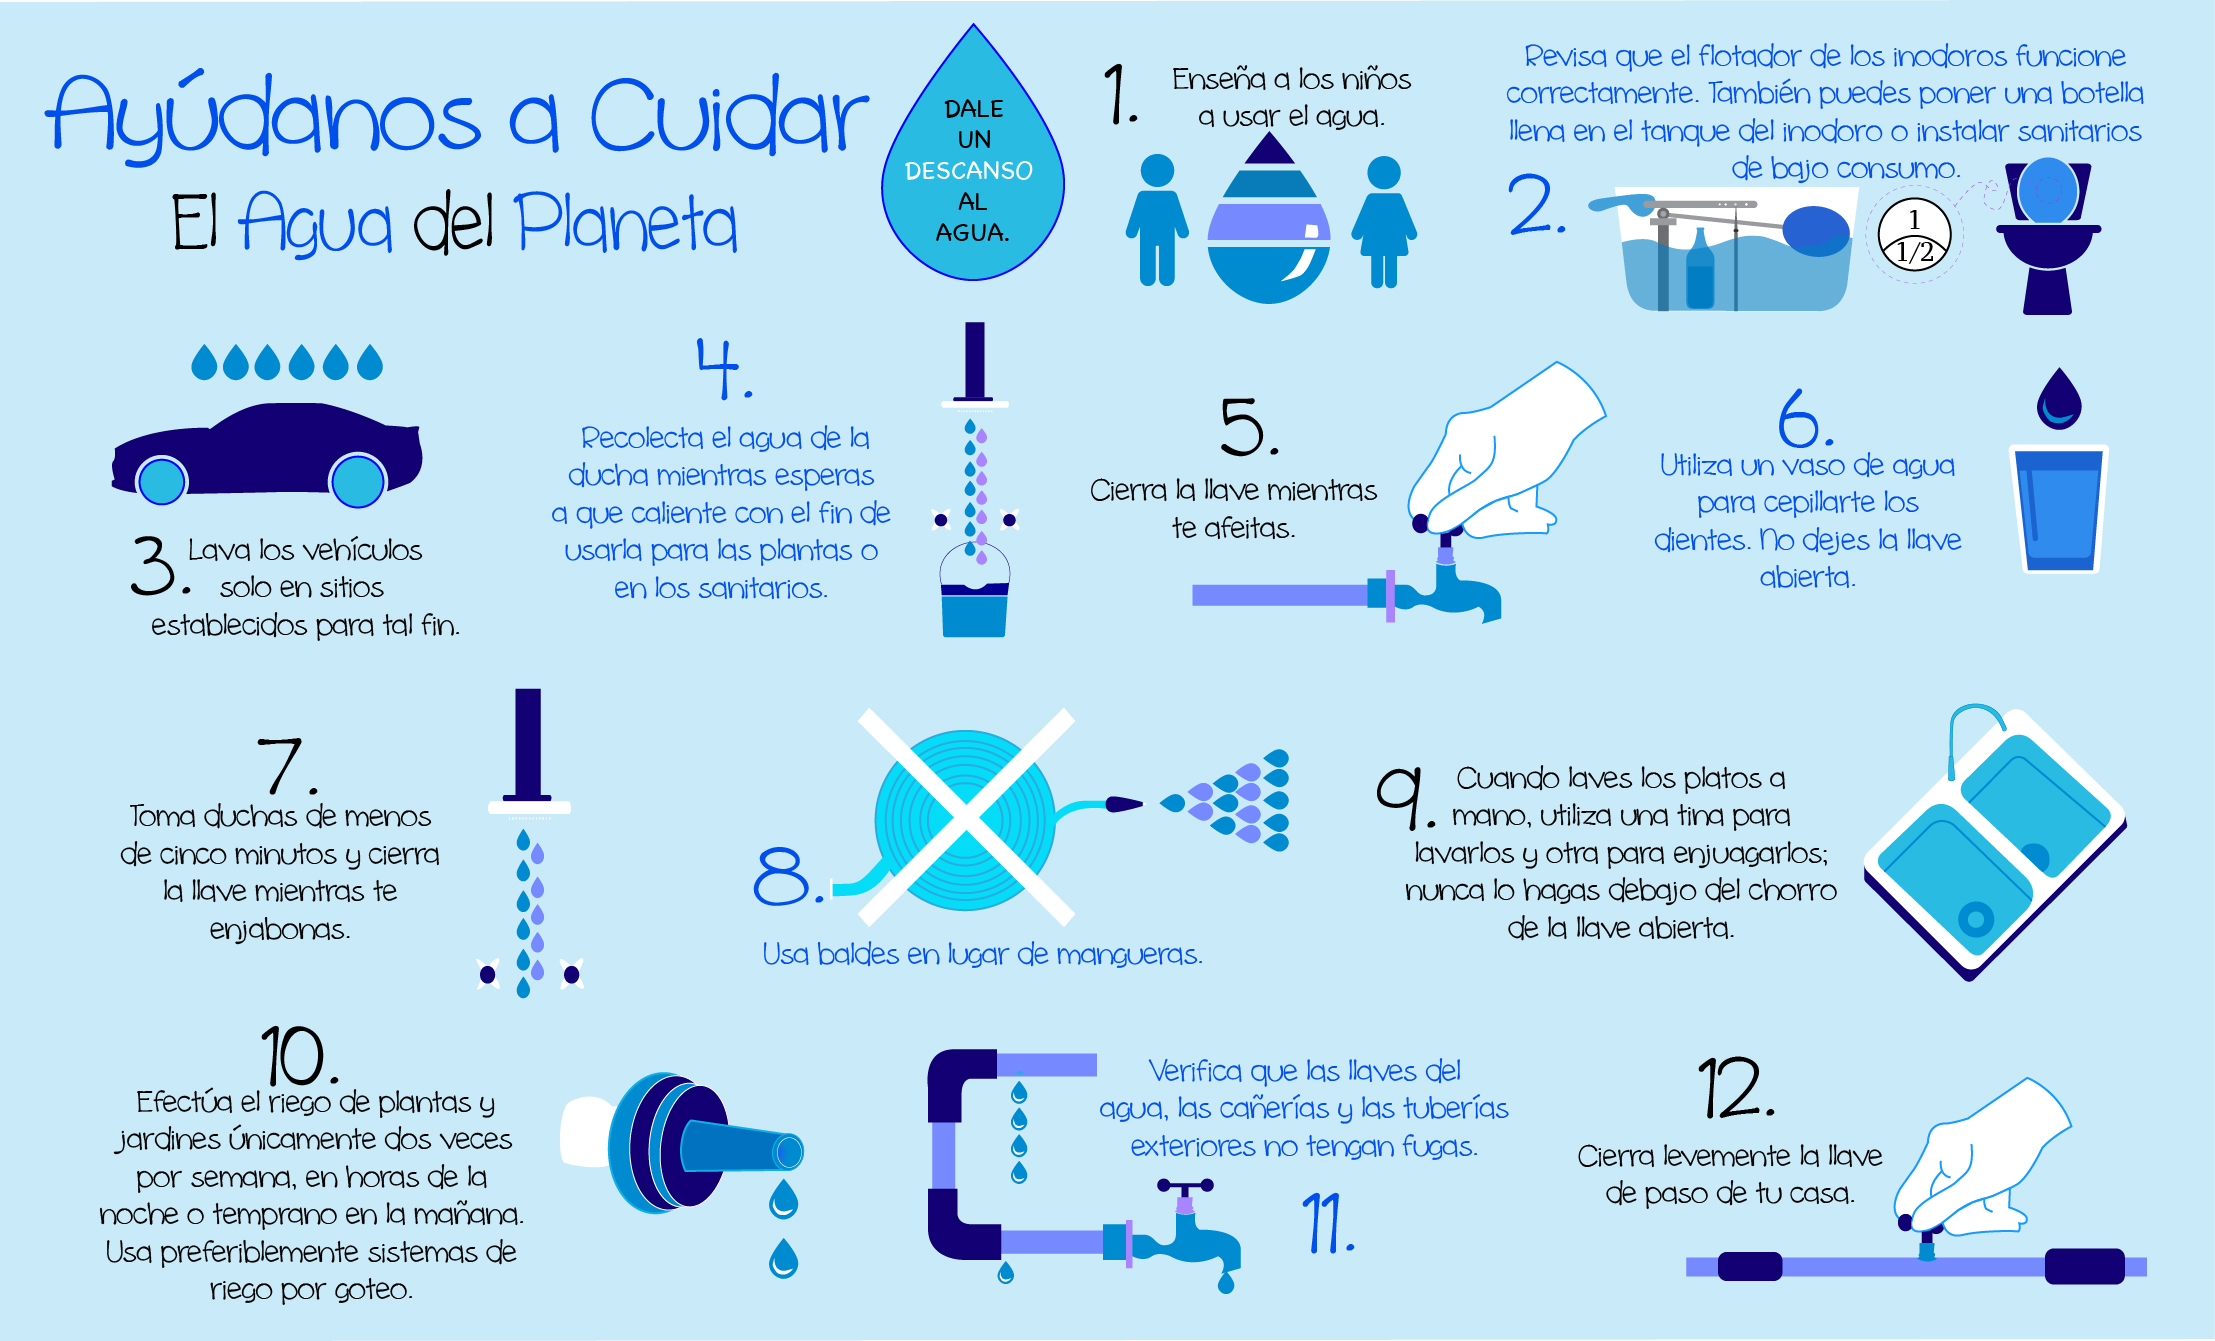 Ayúdanos a Cuidar
El Agua del Planeta
DALE
UN
DESCANSO
AL
AGUA.
1.
Enseña a los niños
a usar el agua.
2.
Revisa que el flotador de los inodoros funcione
correctamente. También puedes poner una botella
llena en el tanque del inodoro o instalar sanitarios
de bajo consumo.
1
1/2
3.
Lava los vehículos
solo en sitios
establecidos para tal fin.
4.
Recolecta el agua de la
ducha mientras esperas
a que caliente con el fin de
usarla para las plantas o
en los sanitarios.
5.
Cierra la llave mientras
te afeitas.
6.
Utiliza un vaso de agua
para cepillarte los
dientes. No dejes la llave
abierta.
7.
Toma duchas de menos
de cinco minutos y cierra
la llave mientras te
enjabonas.
8.
Usa baldes en lugar de mangueras.
9.
Cuando laves los platos a
mano, utiliza una tina para
lavarlos y otra para enjuagarlos;
nunca lo hagas debajo del chorro
de la llave abierta.
10.
Efectúa el riego de plantas y
jardines únicamente dos veces
por semana, en horas de la
noche o temprano en la mañana.
Usa preferiblemente sistemas de
riego por goteo.
Verifica que las llaves del
agua, las cañerías y las tuberías
exteriores no tengan fugas.
11.
12.
Cierra levemente la llave
de paso de tu casa.